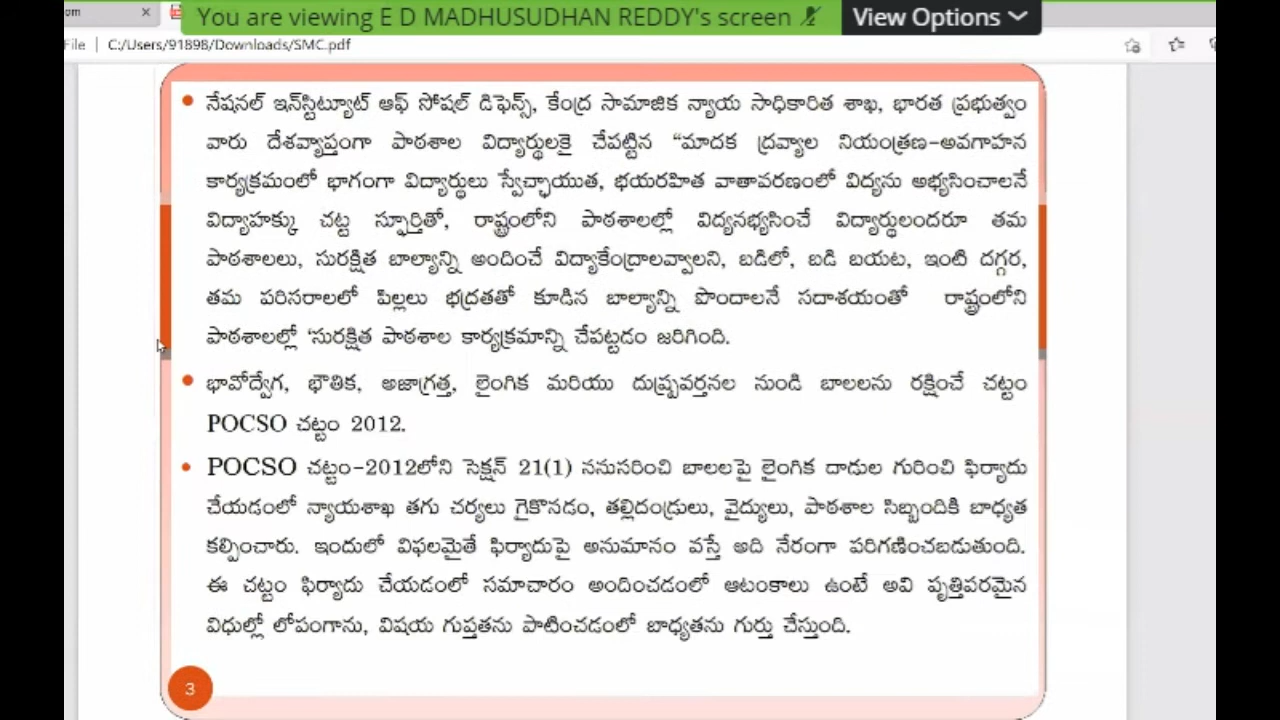 om
You are viewing E D MADHUSUDHAN REDDY's screen
View Options
File | C:/Users/91898/Downloads/SMC.pdf
• నేషనల్ ఇన్‌స్టిట్యూట్ ఆఫ్ సోషల్ డిఫెన్స్, కేంద్ర సామాజిక న్యాయ సాధికారిత శాఖ, భారత ప్రభుత్వం
వారు దేశవ్యాప్తంగా పాఠశాల విద్యార్థులకై చేపట్టిన “మాదక ద్రవ్యాల నియంత్రణ-అవగాహన
కార్యక్రమంలో భాగంగా విద్యార్థులు స్వేచ్ఛాయుత, భయరహిత వాతావరణంలో విద్యను అభ్యసించాలనే
విద్యాహక్కు చట్ట స్ఫూర్తితో, రాష్ట్రంలోని పాఠశాలల్లో విద్యనభ్యసించే విద్యార్థులందరూ తమ
పాఠశాలలు, సురక్షిత బాల్యాన్ని అందించే విద్యాకేంద్రాలవ్వాలని, బడిలో, బడి బయట, ఇంటి దగ్గర,
తమ పరిసరాలలో పిల్లలు భద్రతతో కూడిన బాల్యాన్ని పొందాలనే సదాశయంతో రాష్ట్రంలోని
పాఠశాలల్లో ‘సురక్షిత పాఠశాల కార్యక్రమాన్ని చేపట్టడం జరిగింది.
• భావోద్వేగ, భౌతిక, అజాగ్రత్త, లైంగిక మరియు దుష్ప్రవర్తనల నుండి బాలలను రక్షించే చట్టం
POCSO చట్టం 2012.
• POCSO చట్టం-2012లోని సెక్షన్ 21(1) ననుసరించి బాలలపై లైంగిక దాడుల గురించి ఫిర్యాదు
చేయడంలో న్యాయశాఖ తగు చర్యలు గైకొనడం, తల్లిదండ్రులు, వైద్యులు, పాఠశాల సిబ్బందికి బాధ్యత
కల్పించారు. ఇందులో విఫలమైతే ఫిర్యాదుపై అనుమానం వస్తే అది నేరంగా పరిగణించబడుతుంది.
ఈ చట్టం ఫిర్యాదు చేయడంలో సమాచారం అందించడంలో ఆటంకాలు ఉంటే అవి వృత్తిపరమైన
విధుల్లో లోపంగాను, విషయ గుప్తతను పాటించడంలో బాధ్యతను గుర్తు చేస్తుంది.
3